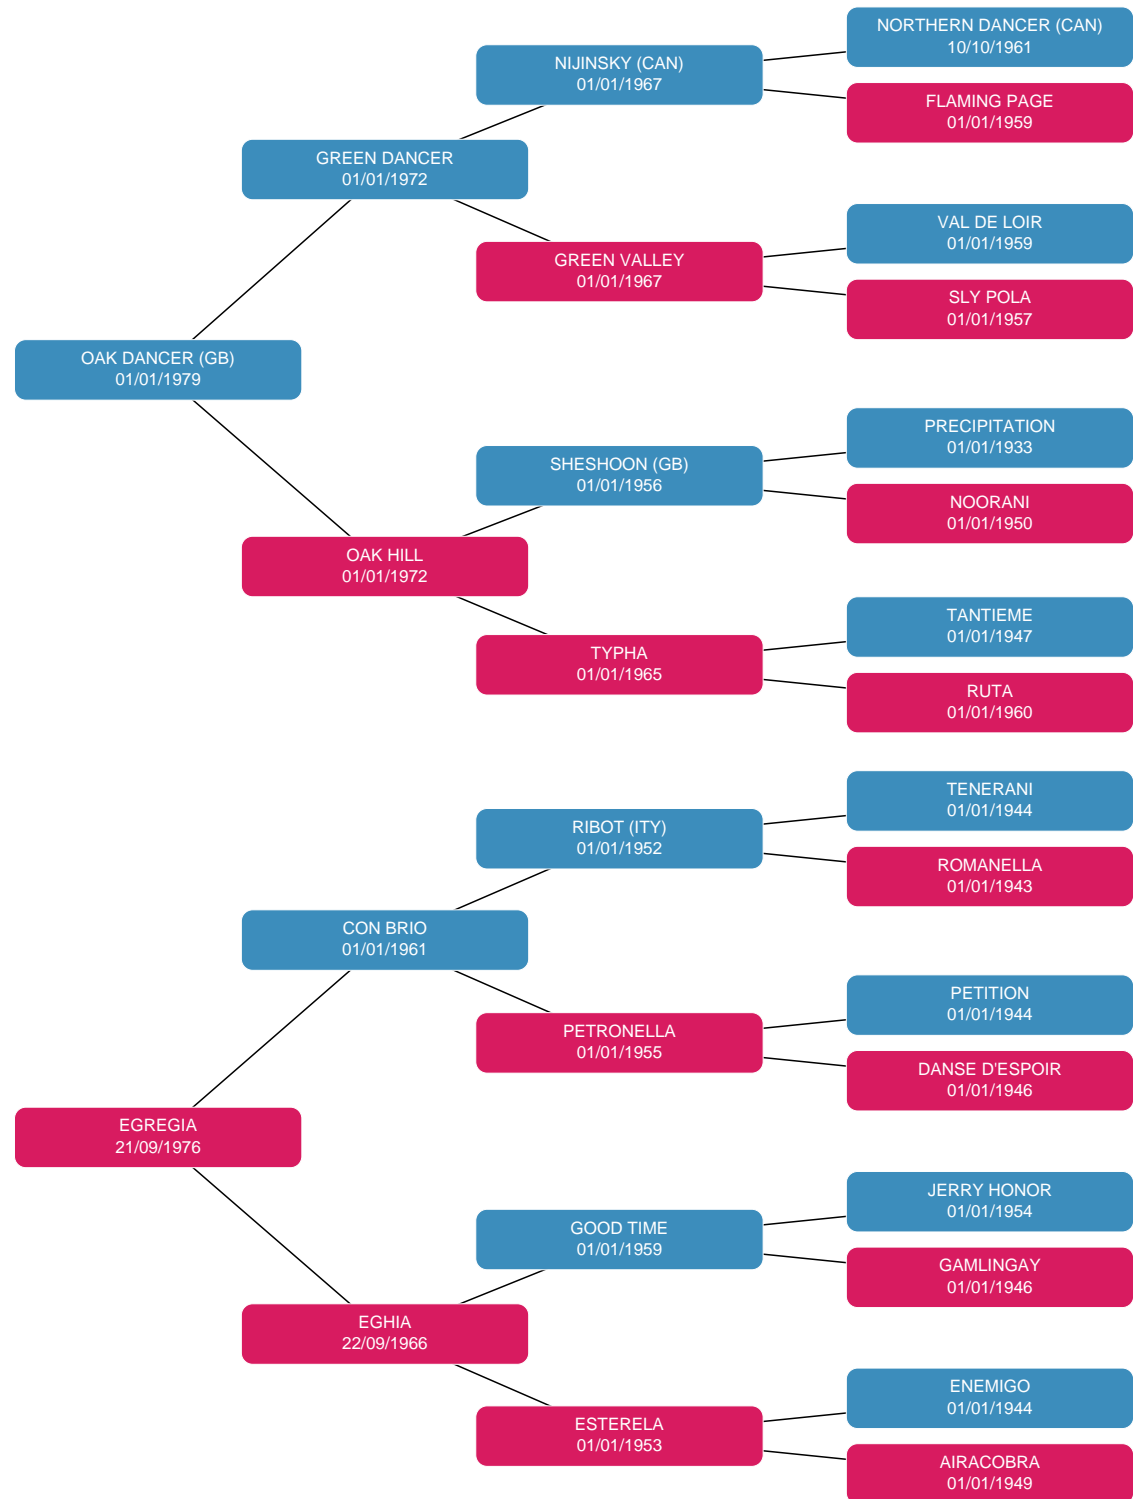 NORTHERN DANCER (CAN)
10/10/1961
NIJINSKY (CAN)
01/01/1967
FLAMING PAGE
01/01/1959
GREEN DANCER
01/01/1972
VAL DE LOIR
01/01/1959
GREEN VALLEY
01/01/1967
SLY POLA
01/01/1957
OAK DANCER (GB)
01/01/1979
PRECIPITATION
01/01/1933
SHESHOON (GB)
01/01/1956
NOORANI
01/01/1950
OAK HILL
01/01/1972
TANTIEME
01/01/1947
TYPHA
01/01/1965
RUTA
01/01/1960
TENERANI
01/01/1944
RIBOT (ITY)
01/01/1952
ROMANELLA
01/01/1943
CON BRIO
01/01/1961
PETITION
01/01/1944
PETRONELLA
01/01/1955
DANSE D'ESPOIR
01/01/1946
EGREGIA
21/09/1976
JERRY HONOR
01/01/1954
GOOD TIME
01/01/1959
GAMLINGAY
01/01/1946
EGHIA
22/09/1966
ENEMIGO
01/01/1944
ESTERELA
01/01/1953
AIRACOBRA
01/01/1949